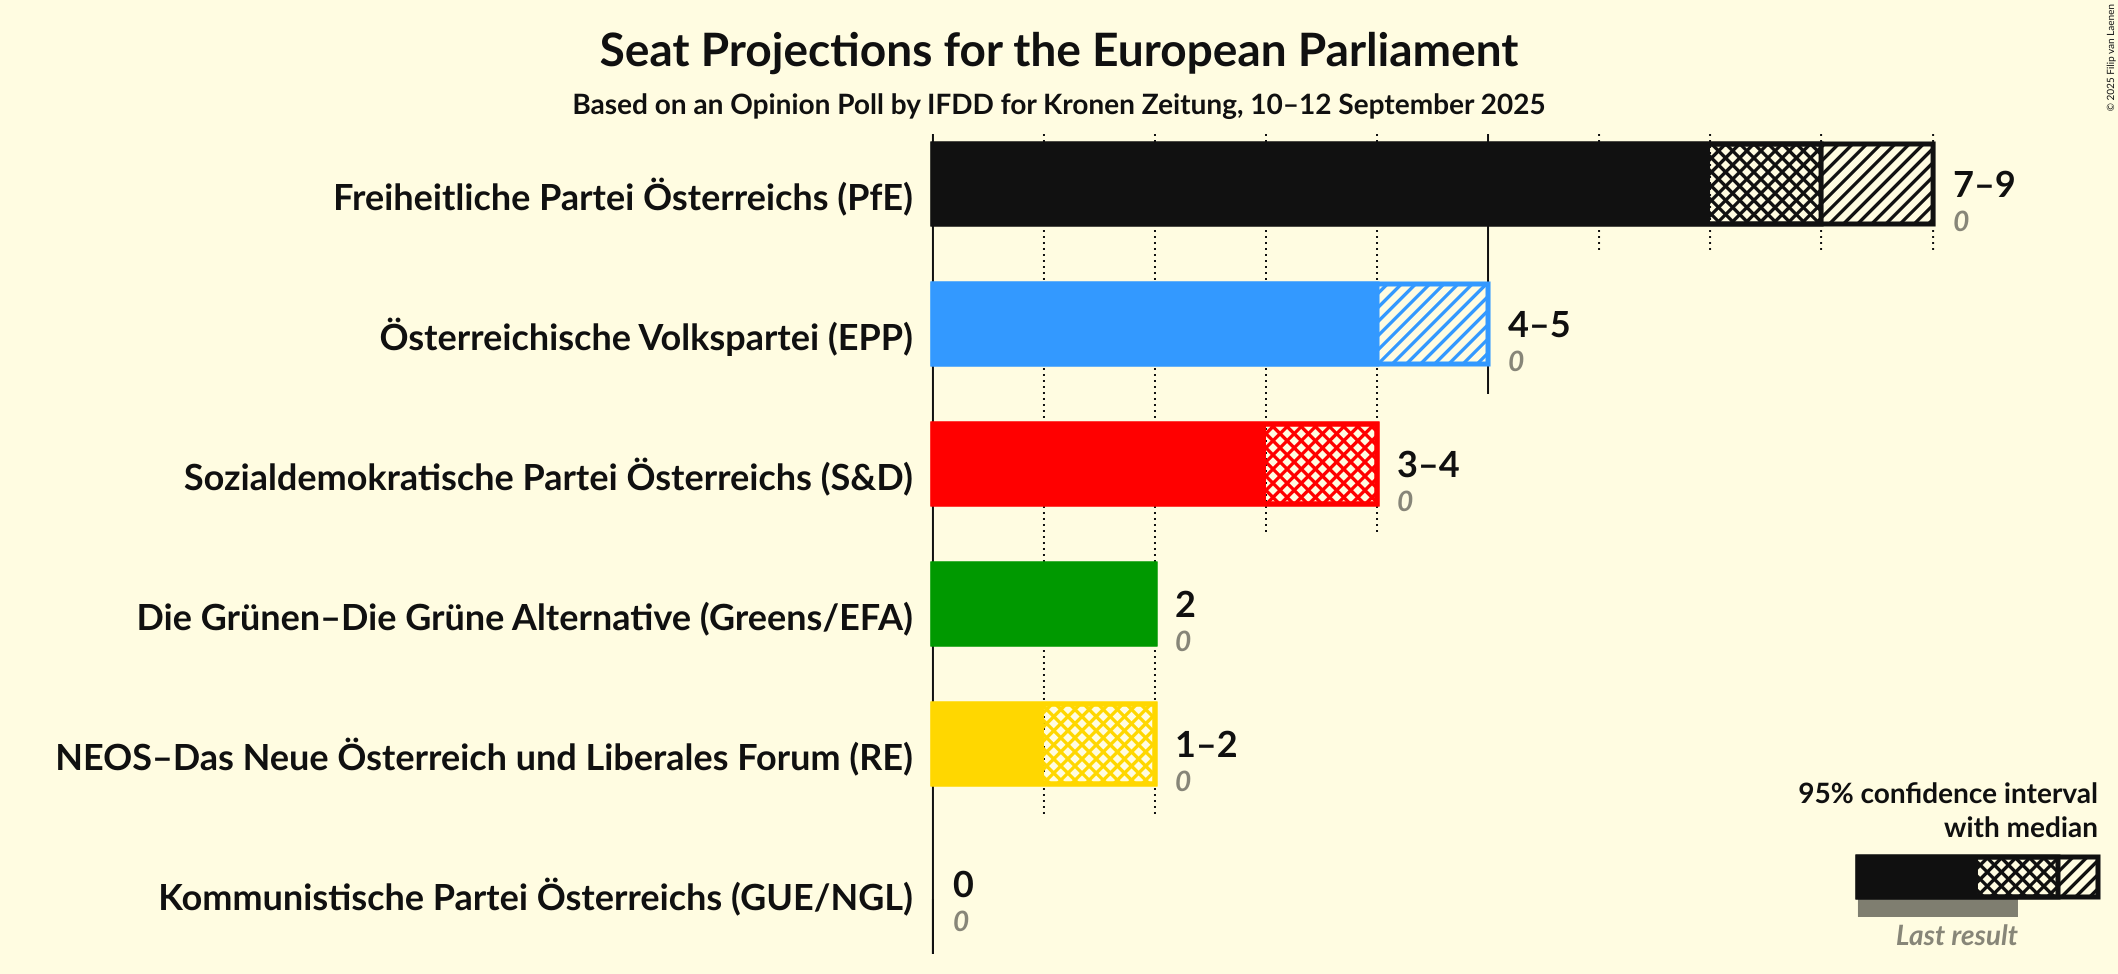 Seat Projections for the European Parliament
Based on an Opinion Poll by IFDD for Kronen Zeitung, 10–12 September 2025
© 2025 Filip van Laenen
Freiheitliche Partei Österreichs (PfE)
7–9
0
Österreichische Volkspartei (EPP)
4–5
0
Sozialdemokratische Partei Österreichs (S&D)
3–4
0
Die Grünen–Die Grüne Alternative (Greens/EFA)
2
0
NEOS–Das Neue Österreich und Liberales Forum (RE)
1–2
0
Kommunistische Partei Österreichs (GUE/NGL)
0
0
95% confidence interval
with median
Last result